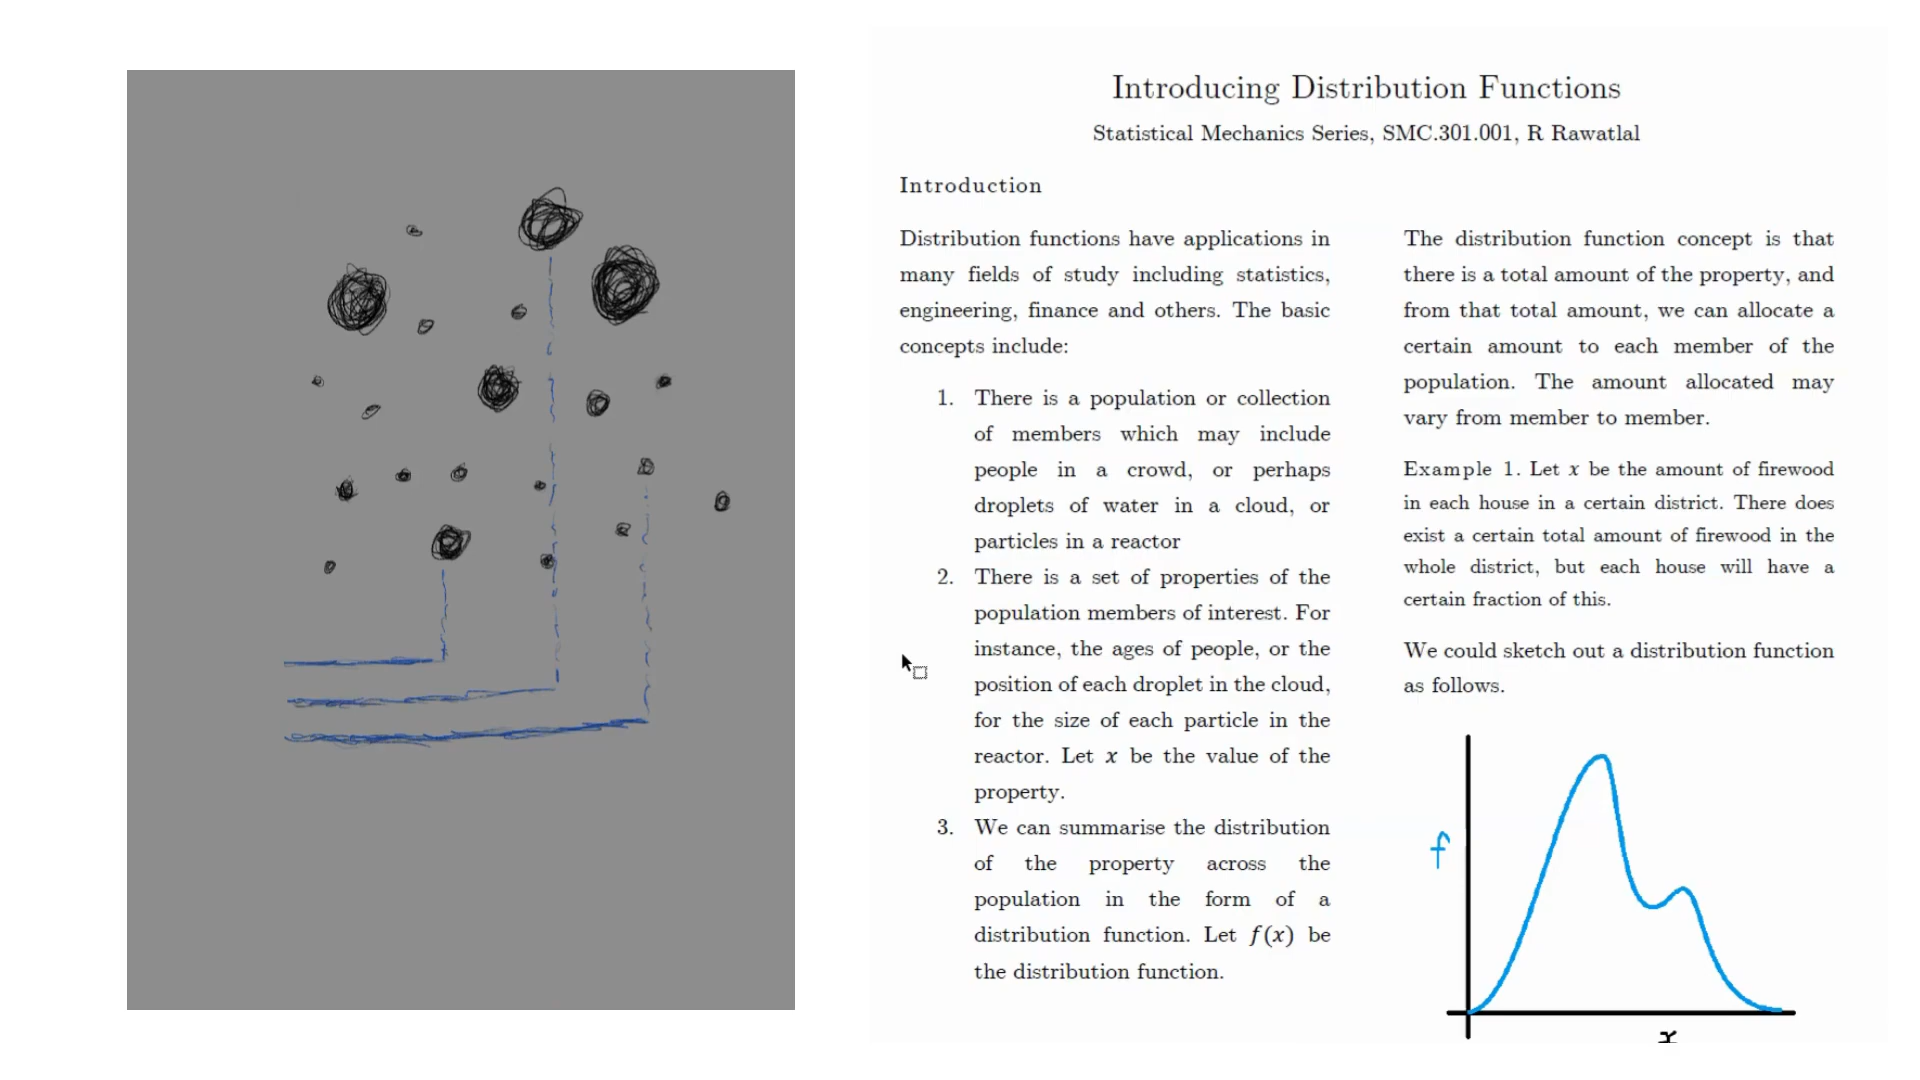 Introducing Distribution Functions
Statistical Mechanics Series, SMC.301.001, R Rawatlal
Introduction
Distribution functions have applications in
many fields of study including statistics,
engineering, finance and others. The basic
concepts include:
1. There is a population or collection
of members which may include
people in a crowd, or perhaps
droplets of water in a cloud, or
particles in a reactor
2. There is a set of properties of the
population members of interest. For
instance, the ages of people, or the
position of each droplet in the cloud,
for the size of each particle in the
reactor. Let x be the value of the
property.
3. We can summarise the distribution
of the property across the
population in the form of a
distribution function. Let f(x) be
the distribution function.
The distribution function concept is that
there is a total amount of the property, and
from that total amount, we can allocate a
certain amount to each member of the
population. The amount allocated may
vary from member to member.
Example 1. Let x be the amount of firewood
in each house in a certain district. There does
exist a certain total amount of firewood in the
whole district, but each house will have a
certain fraction of this.
We could sketch out a distribution function
as follows.
f
x